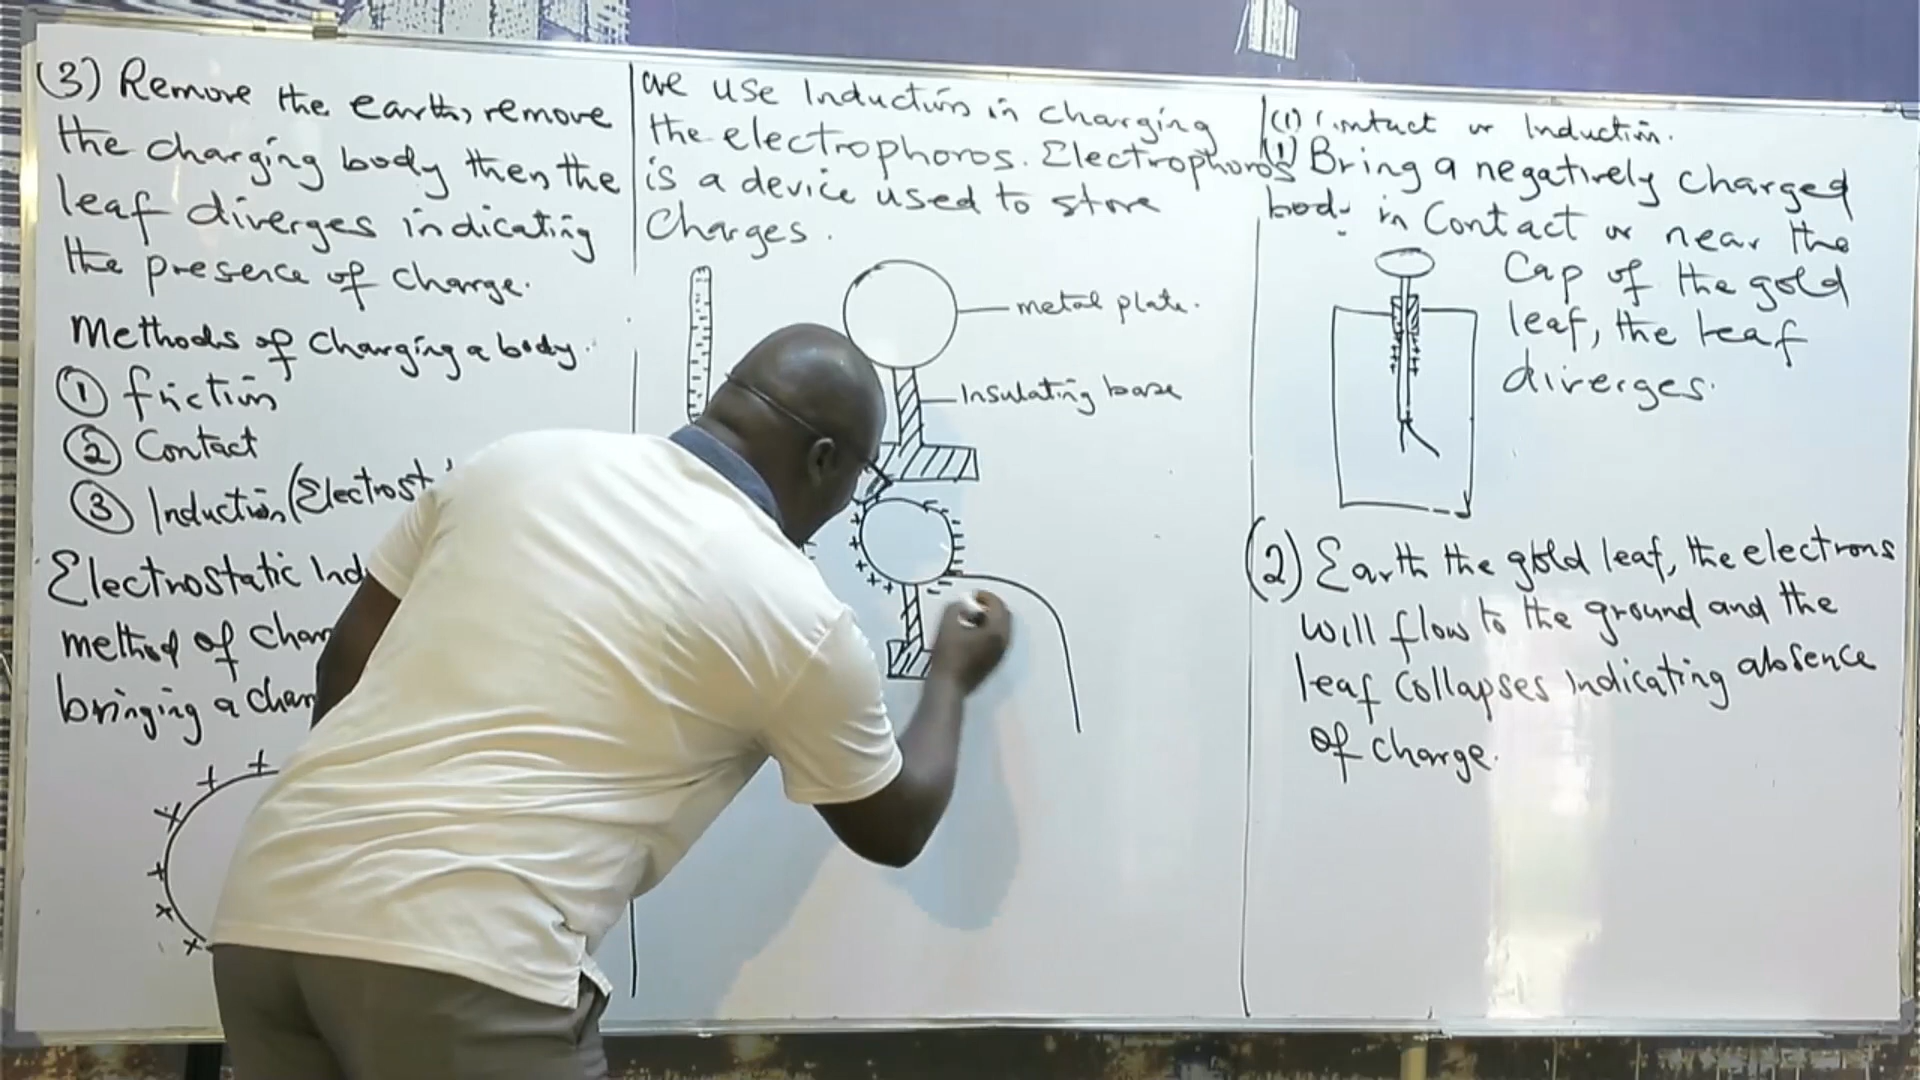 (3) Remove the earth, remove
the charging body then the
leaf diverges indicating
the presence of charge.
Methods of charging a body.
① friction
② Contact
③ Induction (Electrost
Electrostatic Ind
method of char
bringing a char
we use Induction in charging
the electrophoros. Electrophoros
is a device used to store
Charges.
metal plate.
Insulating base
(1) Contact or Induction.
(1) Bring a negatively charged
body in Contact or near the
Cap of the gold
leaf, the leaf
diverges.
(2) Earth the gold leaf, the electrons
will flow to the ground and the
leaf collapses indicating absence
of charge.